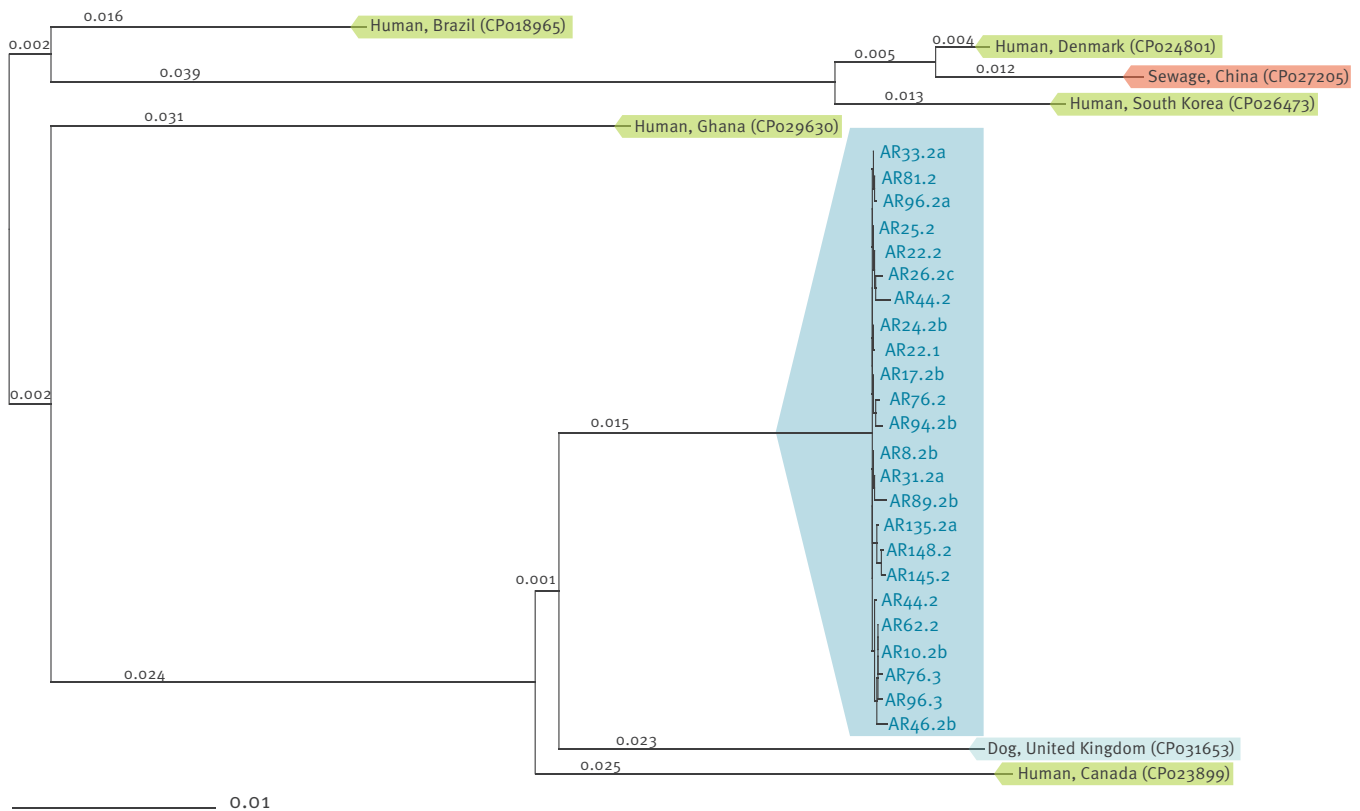 0.016
Human, Brazil (CP018965)
0.002
0.004
Human, Denmark (CP024801)
0.005
0.039
0.012
Sewage, China (CP027205)
0.013
Human, South Korea (CP026473)
0.031
Human, Ghana (CP029630)
AR33.2a
AR81.2
AR96.2a
AR25.2
AR22.2
AR26.2c
AR44.2
AR24.2b
AR22.1
AR17.2b
0.002
AR76.2
0.015
AR94.2b
AR8.2b
AR31.2a
AR89.2b
AR135.2a
AR148.2
AR145.2
0.001
AR44.2
AR62.2
AR10.2b
0.024
AR76.3
AR96.3
AR46.2b
0.023
Dog, United Kingdom (CP031653)
0.025
Human, Canada (CP023899)
0.01